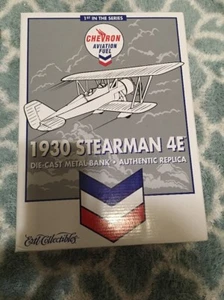 1ST IN THE SERIES
CHEVRON
AVIATION
FUEL
1930 STEARMAN 4E
DIE-CAST METAL BANK • AUTHENTIC REPLICA
Ertl Collectibles